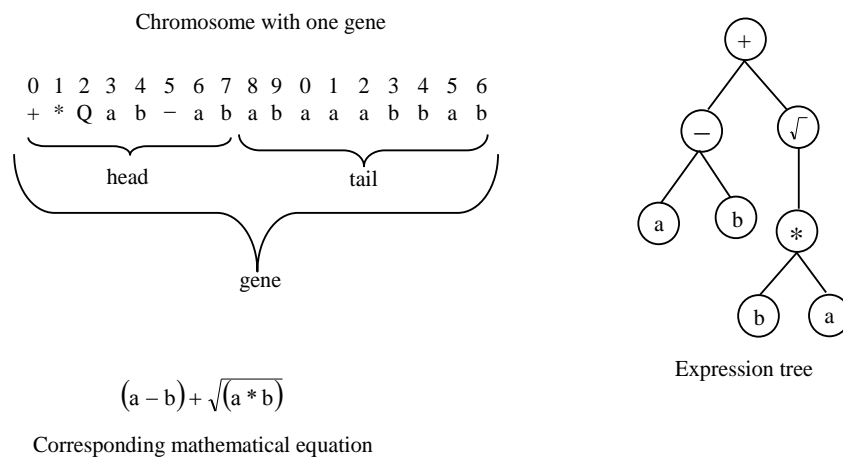 Chromosome with one gene
0 1 2 3 4 5 6 7 8 9 0 1 2 3 4 5 6
+ * Q a b − a b a b a a a b b a b
head
tail
gene
(a − b) + √(a * b)
Corresponding mathematical equation
+
− √
a b *
b a
Expression tree